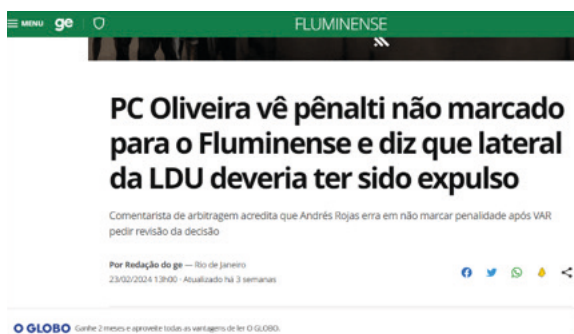 MENU ge FLUMINENSE
PC Oliveira vê pênalti não marcado
para o Fluminense e diz que lateral
da LDU deveria ter sido expulso
Comentarista de arbitragem acredita que Andrés Rojas erra em não marcar penalidade após VAR
pedir revisão da decisão
Por Redação do ge — Rio de Janeiro
23/02/2024 13h00 · Atualizado há 3 semanas
O GLOBO Ganhe 2 meses e aproveite todas as vantagens de ler O GLOBO.